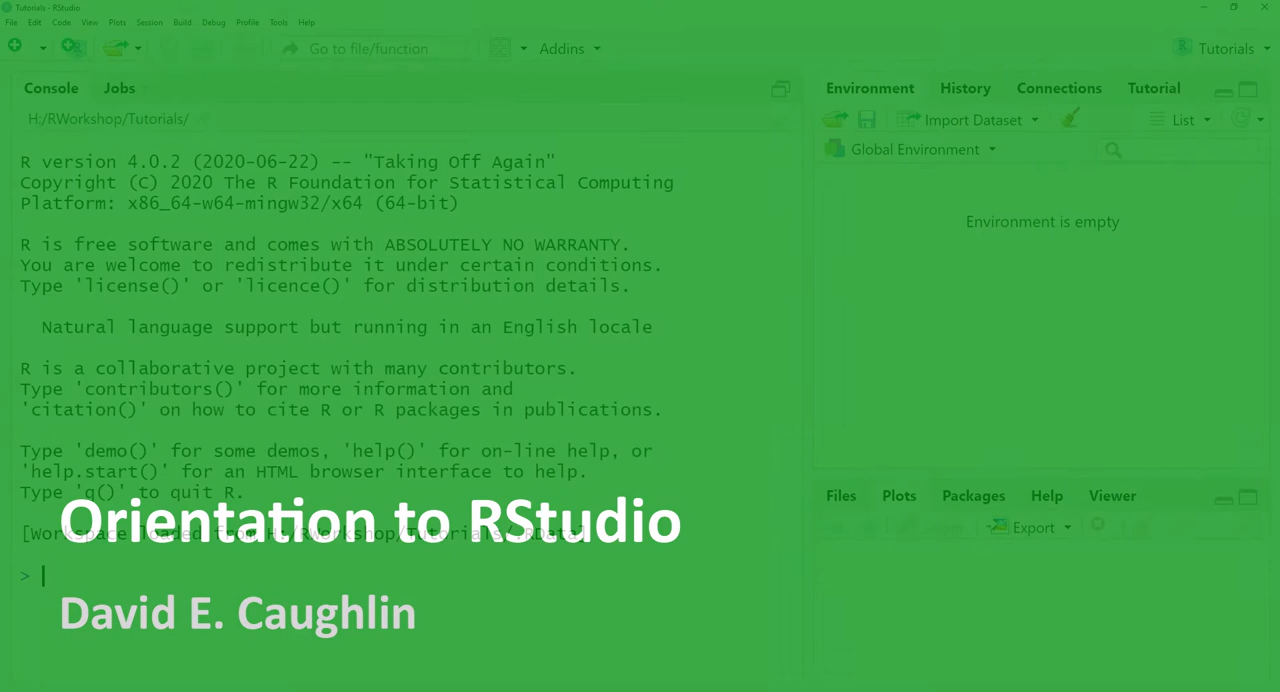 Tutorials - RStudio
File Edit Code View Plots Session Build Debug Profile Tools Help
Go to file/function Addins Tutorials
Console Jobs
H:/RWorkshop/Tutorials/
R version 4.0.2 (2020-06-22) -- "Taking Off Again"
Copyright (C) 2020 The R Foundation for Statistical Computing
Platform: x86_64-w64-mingw32/x64 (64-bit)
R is free software and comes with ABSOLUTELY NO WARRANTY.
You are welcome to redistribute it under certain conditions.
Type 'license()' or 'licence()' for distribution details.
Natural language support but running in an English locale
R is a collaborative project with many contributors.
Type 'contributors()' for more information and
'citation()' on how to cite R or R packages in publications.
Type 'demo()' for some demos, 'help()' for on-line help, or
'help.start()' for an HTML browser interface to help.
Type 'q()' to quit R.
[Workspace loaded from H:/RWorkshop/Tutorials/.RData]
>
Orientation to RStudio
David E. Caughlin
Environment History Connections Tutorial
Import Dataset List
Global Environment
Environment is empty
Files Plots Packages Help Viewer
Export